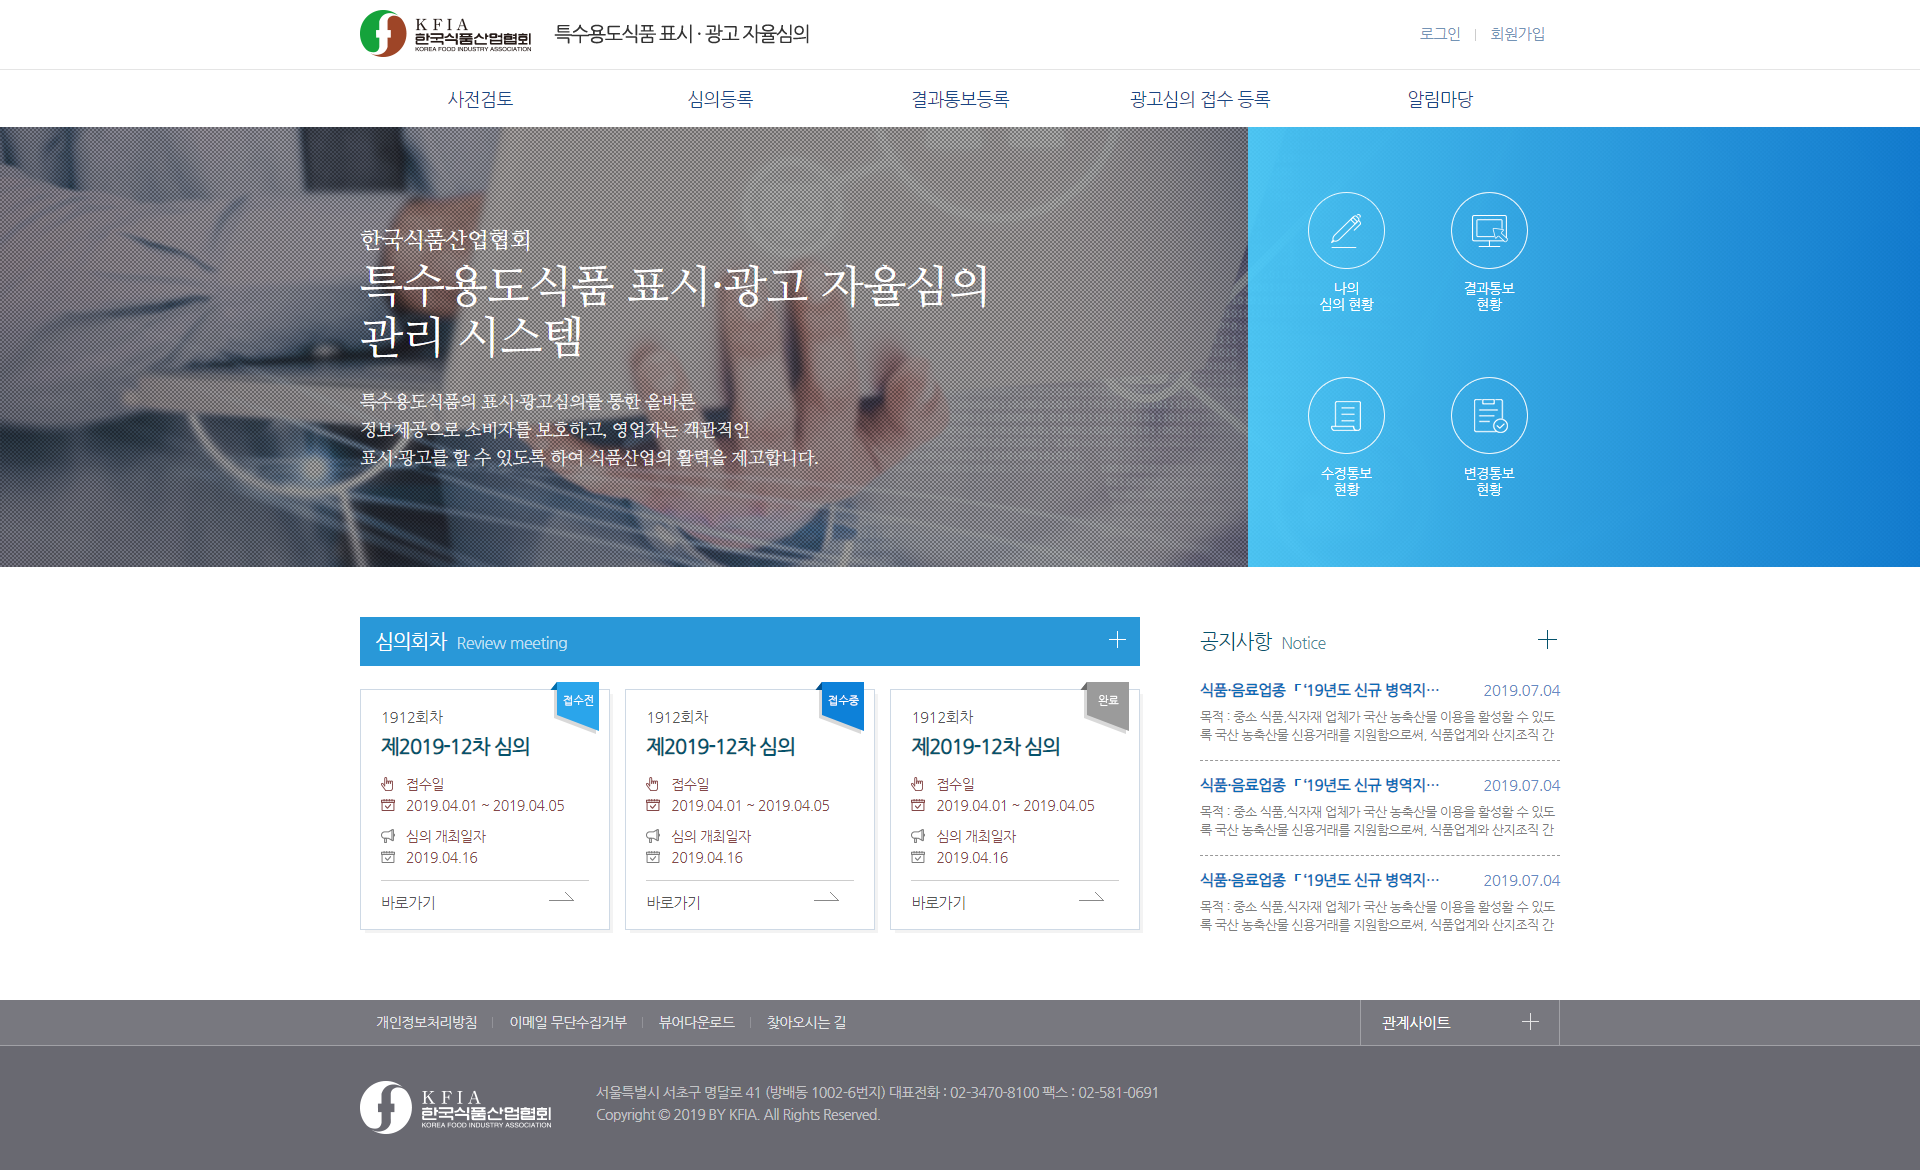 KFIA
한국식품산업협회
KOREA FOOD INDUSTRY ASSOCIATION
특수용도식품 표시 · 광고 자율심의
로그인
회원가입
사전검토
심의등록
결과통보등록
광고심의 접수 등록
알림마당
한국식품산업협회
특수용도식품 표시·광고 자율심의
관리 시스템
특수용도식품의 표시·광고심의를 통한 올바른
정보제공으로 소비자를 보호하고, 영업자는 객관적인
표시·광고를 할 수 있도록 하여 식품산업의 활력을 제고합니다.
나의
심의 현황
결과통보
현황
수정통보
현황
변경통보
현황
심의회차 Review meeting
접수전
1912회차
제2019-12차 심의
접수일
2019.04.01 ~ 2019.04.05
심의 개최일자
2019.04.16
바로가기
접수중
1912회차
제2019-12차 심의
접수일
2019.04.01 ~ 2019.04.05
심의 개최일자
2019.04.16
바로가기
완료
1912회차
제2019-12차 심의
접수일
2019.04.01 ~ 2019.04.05
심의 개최일자
2019.04.16
바로가기
공지사항 Notice
식품·음료업종 「‘19년도 신규 병역지… 2019.07.04
목적 : 중소 식품,식자재 업체가 국산 농축산물 이용을 활성할 수 있도
록 국산 농축산물 신용거래를 지원함으로써, 식품업계와 산지조직 간
식품·음료업종 「‘19년도 신규 병역지… 2019.07.04
목적 : 중소 식품,식자재 업체가 국산 농축산물 이용을 활성할 수 있도
록 국산 농축산물 신용거래를 지원함으로써, 식품업계와 산지조직 간
식품·음료업종 「‘19년도 신규 병역지… 2019.07.04
목적 : 중소 식품,식자재 업체가 국산 농축산물 이용을 활성할 수 있도
록 국산 농축산물 신용거래를 지원함으로써, 식품업계와 산지조직 간
개인정보처리방침
이메일 무단수집거부
뷰어다운로드
찾아오시는 길
관계사이트
KFIA
한국식품산업협회
KOREA FOOD INDUSTRY ASSOCIATION
서울특별시 서초구 명달로 41 (방배동 1002-6번지) 대표전화 : 02-3470-8100 팩스 : 02-581-0691
Copyright © 2019 BY KFIA. All Rights Reserved.